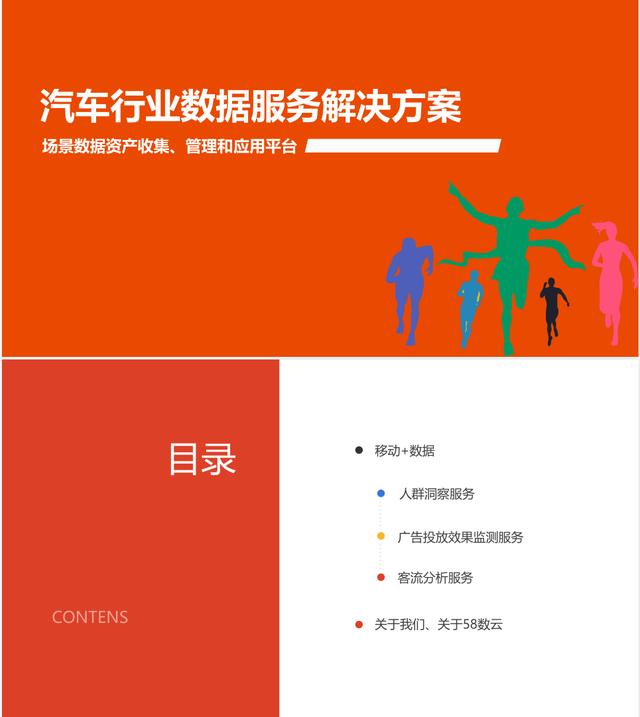 汽车行业数据服务解决方案
场景数据资产收集、管理和应用平台
目录
CONTENS
移动+数据
人群洞察服务
广告投放效果监测服务
客流分析服务
关于我们、关于58数云